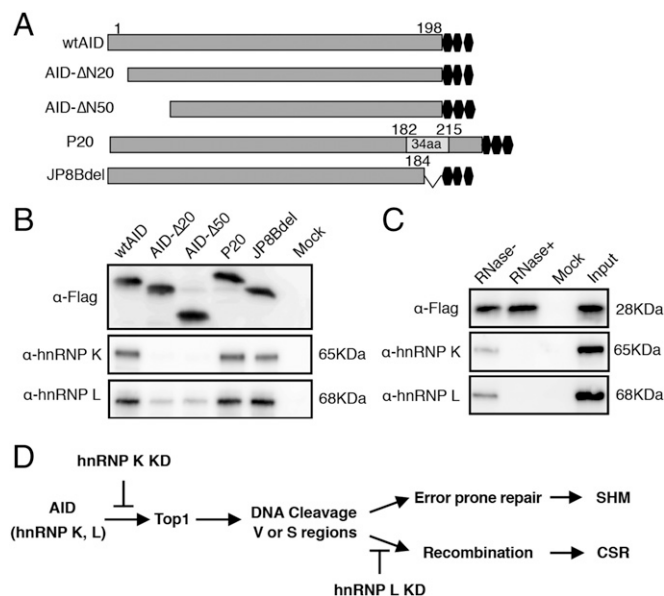 A
1 198
wtAID
AID-ΔN20
AID-ΔN50
182 215
P20 34aa
184
JP8Bdel
B
wtAID AID-Δ20 AID-Δ50 P20 JP8Bdel Mock
α-Flag
α-hnRNP K 65KDa
α-hnRNP L 68KDa
C
RNase- RNase+ Mock Input
α-Flag 28KDa
α-hnRNP K 65KDa
α-hnRNP L 68KDa
D
hnRNP K KD
AID
(hnRNP K, L)
Top1
DNA Cleavage
V or S regions
Error prone repair SHM
Recombination CSR
hnRNP L KD